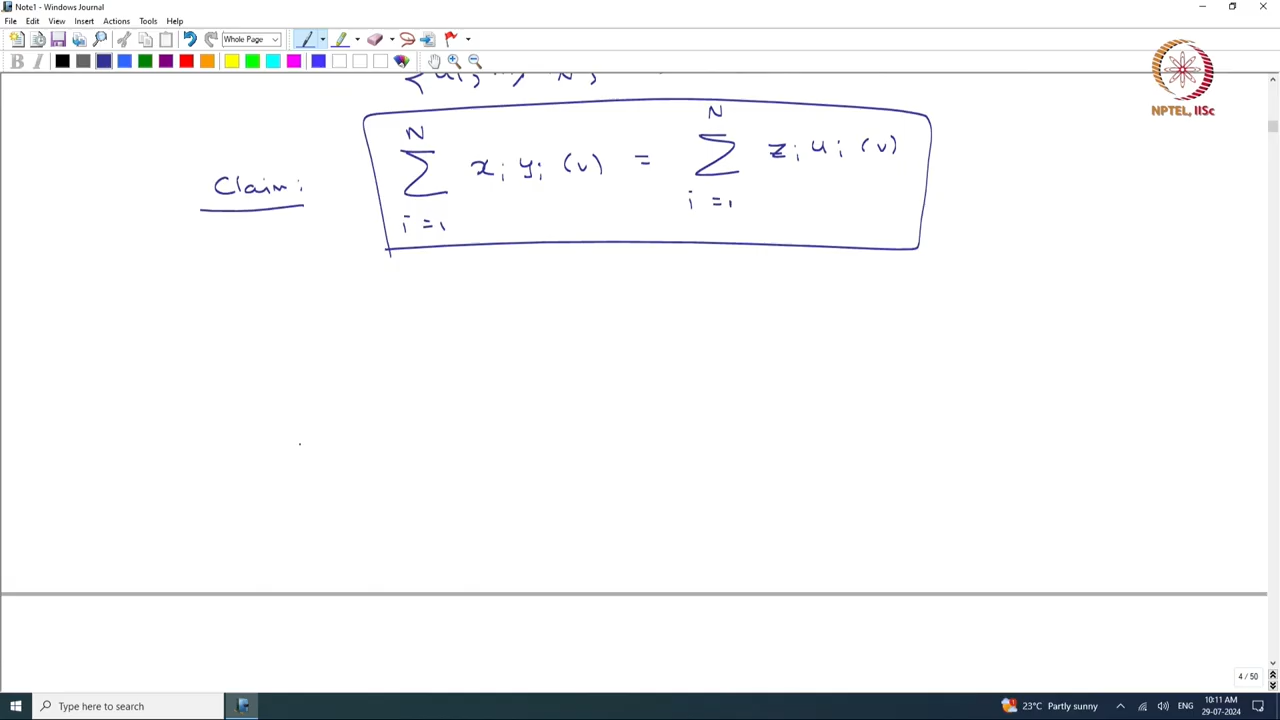 Note1 - Windows Journal
File Edit View Insert Actions Tools Help
Whole Page
B I
NPTEL, IISc
Claim: N ∑ i=1 x_i y_i (v) = N ∑ i=1 z_i u_i (v)
4 / 50
Type here to search
23°C Partly sunny
ENG
10:11 AM
29-07-2024